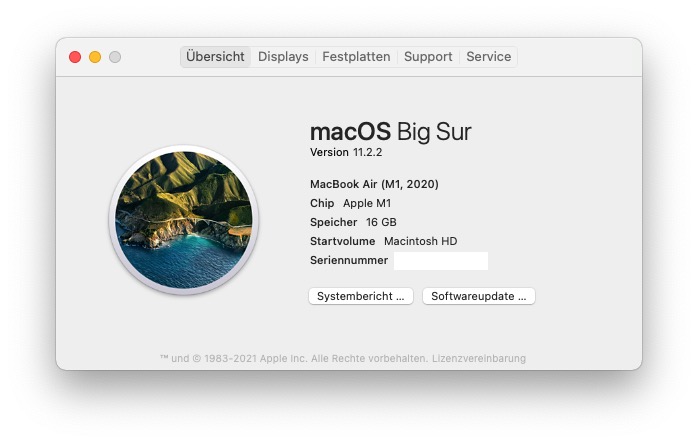 Übersicht Displays Festplatten Support Service
macOS Big Sur
Version 11.2.2
MacBook Air (M1, 2020)
Chip Apple M1
Speicher 16 GB
Startvolume Macintosh HD
Seriennummer
Systembericht ... Softwareupdate ...
™ und © 1983-2021 Apple Inc. Alle Rechte vorbehalten. Lizenzvereinbarung